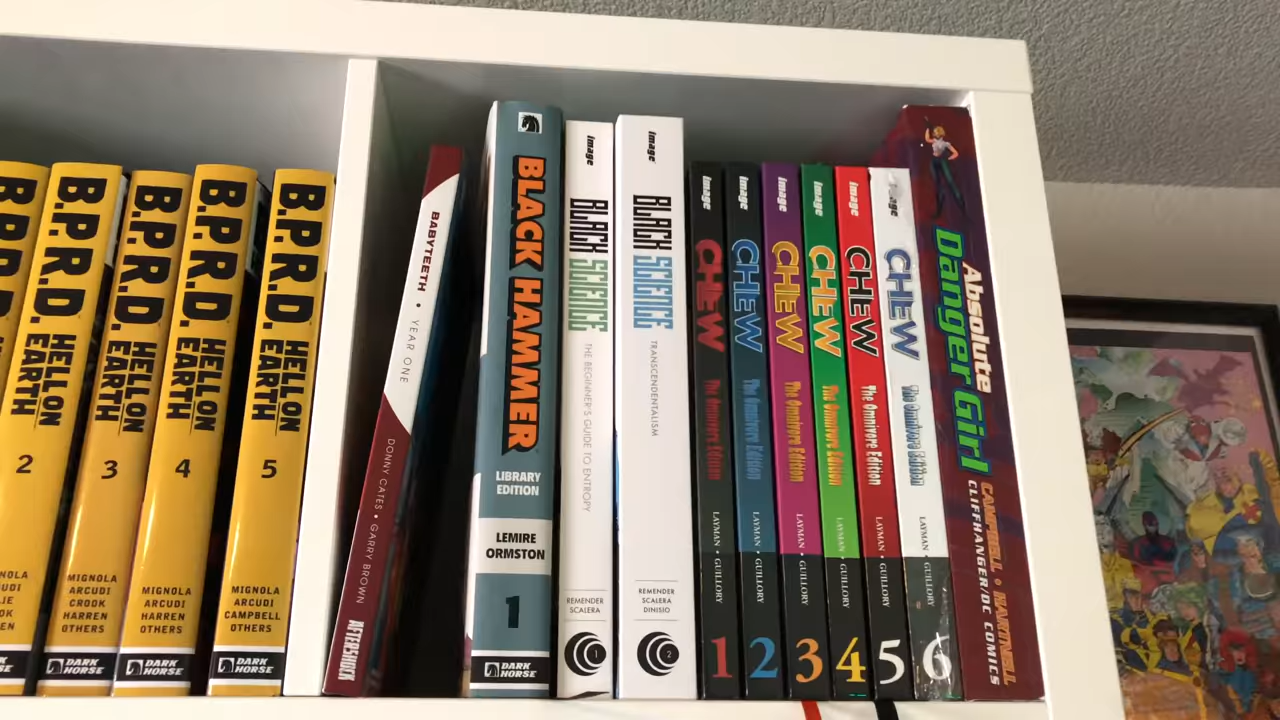 B.P.R.D.
B.P.R.D.
HELL ON
EARTH
2
B.P.R.D.
HELL ON
EARTH
3
MIGNOLA
ARCUDI
CROOK
HARREN
OTHERS
DARK
HORSE
B.P.R.D.
HELL ON
EARTH
4
MIGNOLA
ARCUDI
HARREN
OTHERS
DARK
HORSE
B.P.R.D.
HELL ON
EARTH
5
MIGNOLA
ARCUDI
CAMPBELL
OTHERS
DARK
HORSE
BABYTEETH • YEAR ONE
DONNY CATES • GARRY BROWN
AFTERSHOCK
BLACK HAMMER
LIBRARY
EDITION
LEMIRE
ORMSTON
1
DARK
HORSE
image
BLACK SCIENCE
THE BEGINNER'S GUIDE TO ENTROPY
REMENDER
SCALERA
1
image
BLACK SCIENCE
TRANSCENDENTALISM
REMENDER
SCALERA
DINISIO
2
image
CHEW
The Omnivore Edition
LAYMAN • GUILLORY
1
image
CHEW
The Omnivore Edition
LAYMAN • GUILLORY
2
image
CHEW
The Omnivore Edition
LAYMAN • GUILLORY
3
image
CHEW
The Omnivore Edition
LAYMAN • GUILLORY
4
image
CHEW
The Omnivore Edition
LAYMAN • GUILLORY
5
image
CHEW
The Omnivore Edition
LAYMAN • GUILLORY
6
Absolute
Danger Girl
CAMPBELL • HARTNELL
CLIFFHANGER/DC COMICS